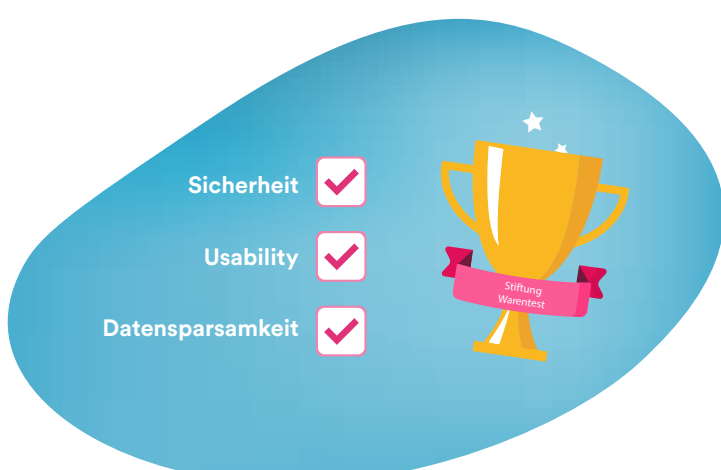 Sicherheit
Usability
Datensparsamkeit
Stiftung
Warentest